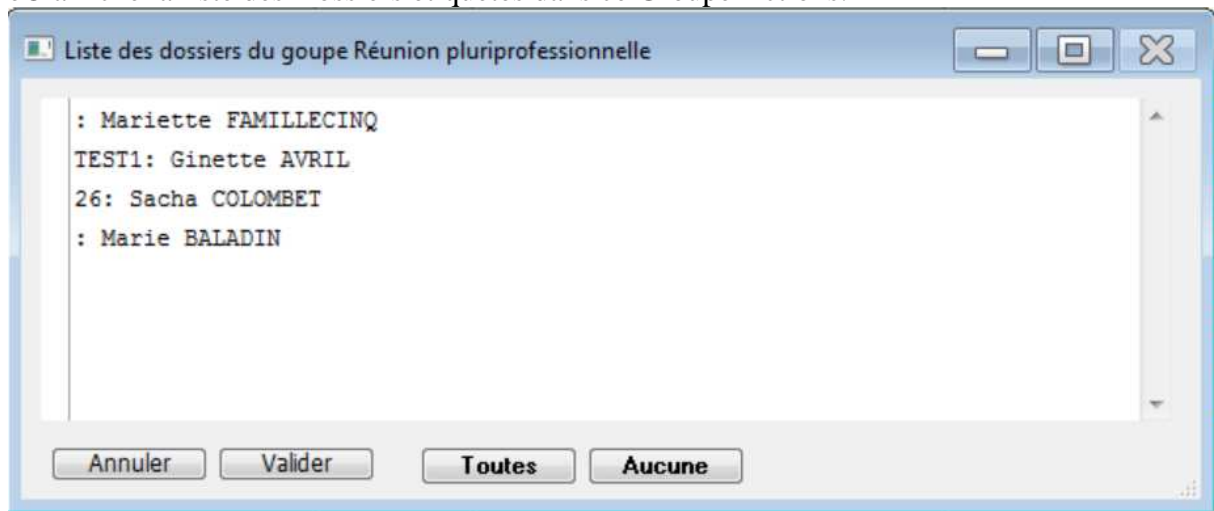 Liste des dossiers du goupe Réunion pluriprofessionnelle
: Mariette FAMILLECINQ
TEST1: Ginette AVRIL
26: Sacha COLOMBET
: Marie BALADIN
Annuler Valider Toutes Aucune